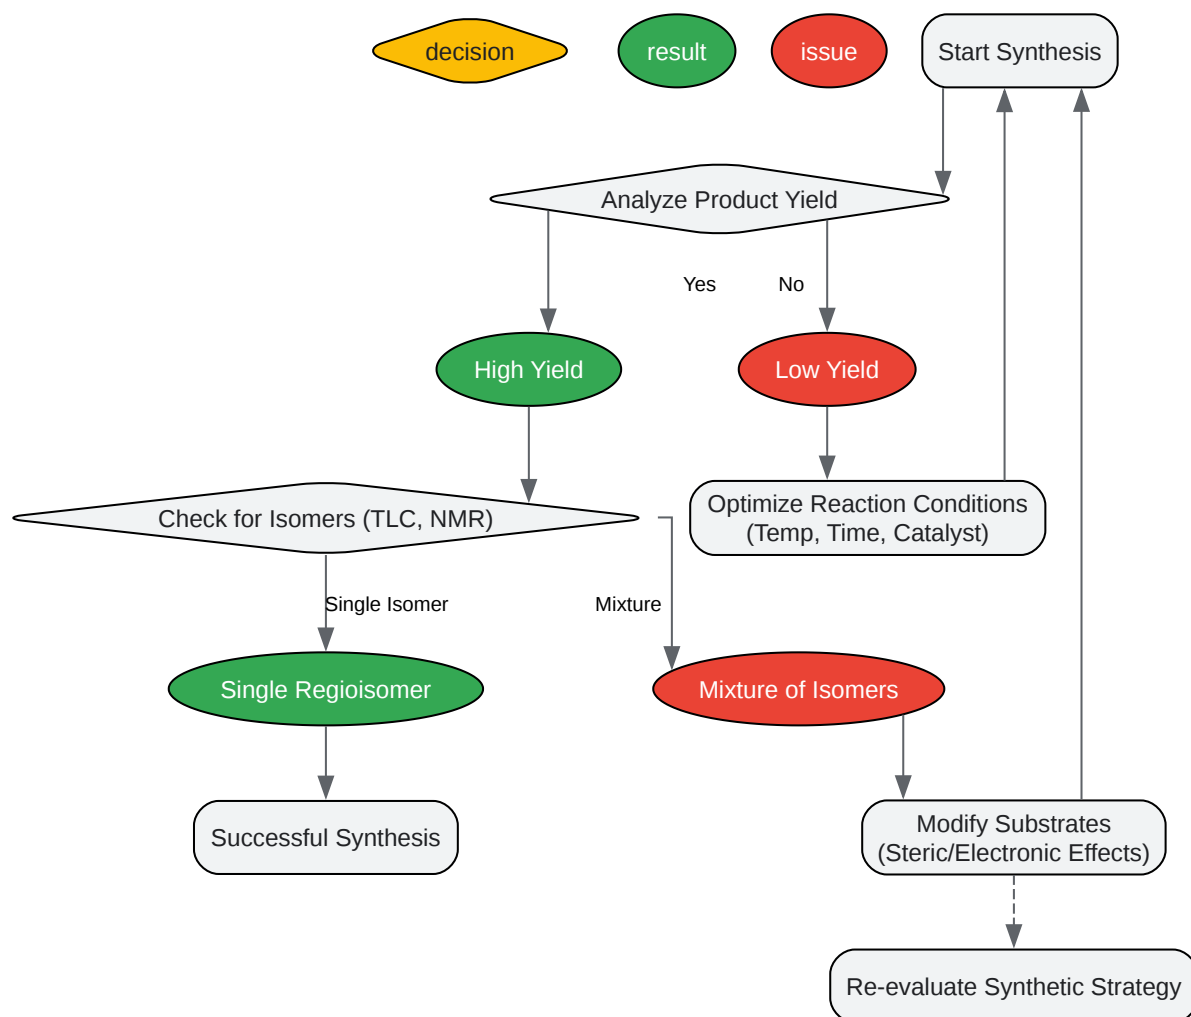 decision
result
issue
Start Synthesis
Analyze Product Yield
Yes
No
High Yield
Low Yield
Check for Isomers (TLC, NMR)
Optimize Reaction Conditions
(Temp, Time, Catalyst)
Single Isomer
Mixture
Single Regioisomer
Mixture of Isomers
Successful Synthesis
Modify Substrates
(Steric/Electronic Effects)
Re-evaluate Synthetic Strategy